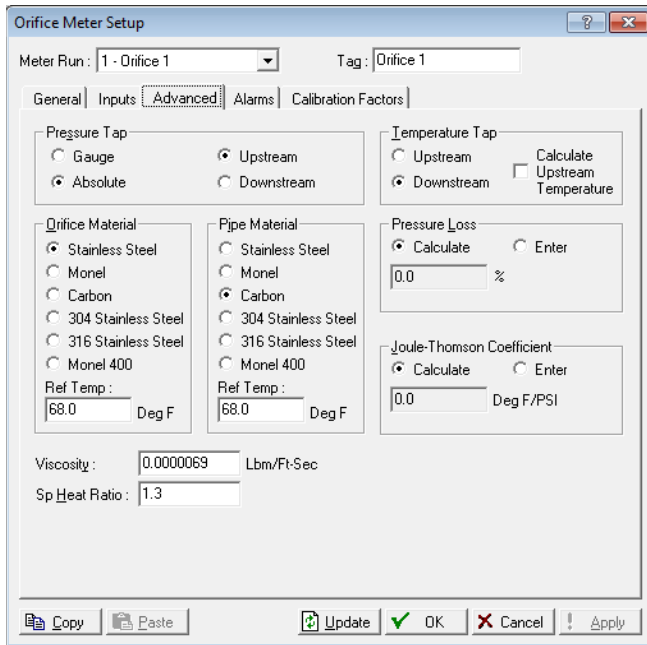 Orifice Meter Setup
Meter Run : 1 - Orifice 1 Tag : Orifice 1
General Inputs Advanced Alarms Calibration Factors
Pressure Tap
Gauge Upstream
Absolute Downstream
Temperature Tap
Upstream
Downstream
Calculate
Upstream
Temperature
Orifice Material
Stainless Steel
Monel
Carbon
304 Stainless Steel
316 Stainless Steel
Monel 400
Ref Temp :
68.0 Deg F
Pipe Material
Stainless Steel
Monel
Carbon
304 Stainless Steel
316 Stainless Steel
Monel 400
Ref Temp :
68.0 Deg F
Pressure Loss
Calculate Enter
0.0 %
Joule-Thomson Coefficient
Calculate Enter
0.0 Deg F/PSI
Viscosity : 0.0000069 Lbm/Ft-Sec
Sp Heat Ratio : 1.3
Copy Paste Update OK Cancel ! Apply